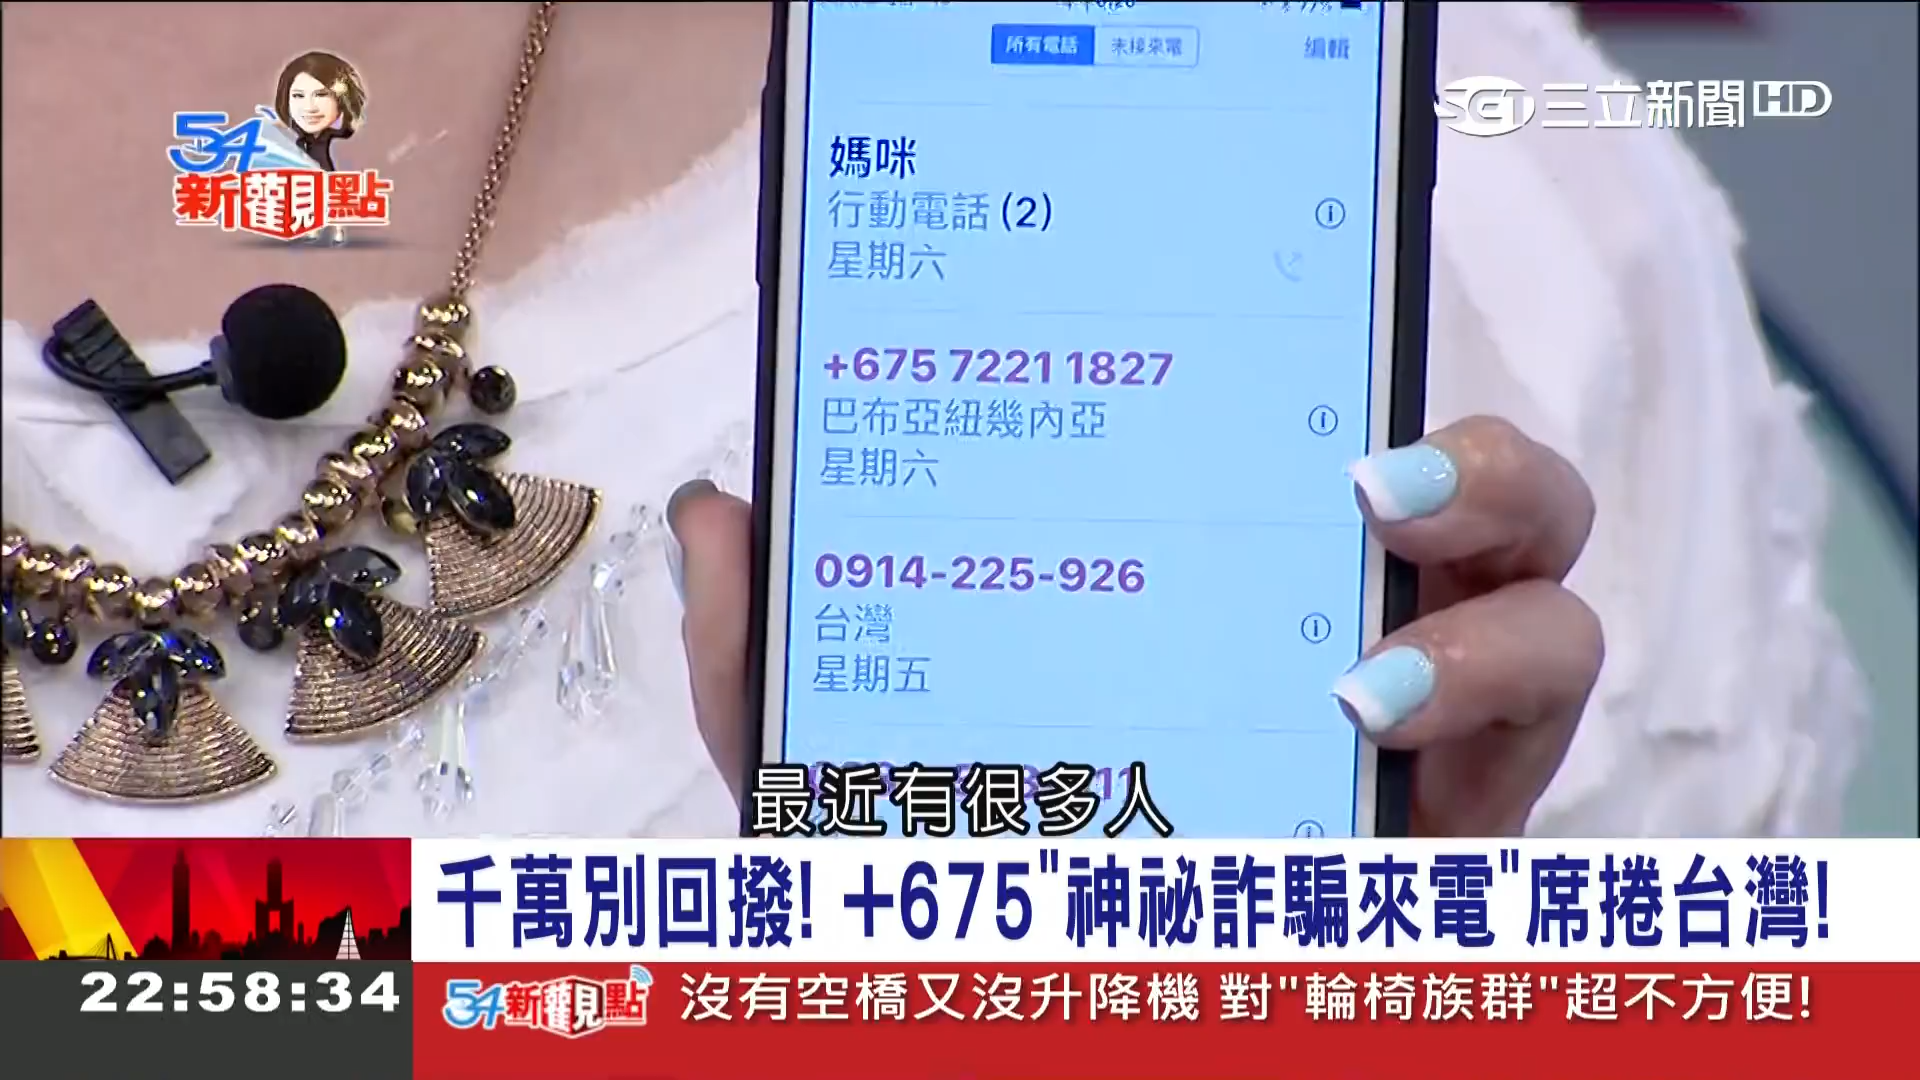 所有電話 未接來電
編輯
54新觀點
SET三立新聞HD
媽咪
行動電話 (2)
星期六
+675 7221 1827
巴布亞紐幾內亞
星期六
0914-225-926
台灣
星期五
最近有很多人
千萬別回撥! +675"神祕詐騙來電"席捲台灣!
22:58:34
54新觀點 沒有空橋又沒升降機 對"輪椅族群"超不方便!